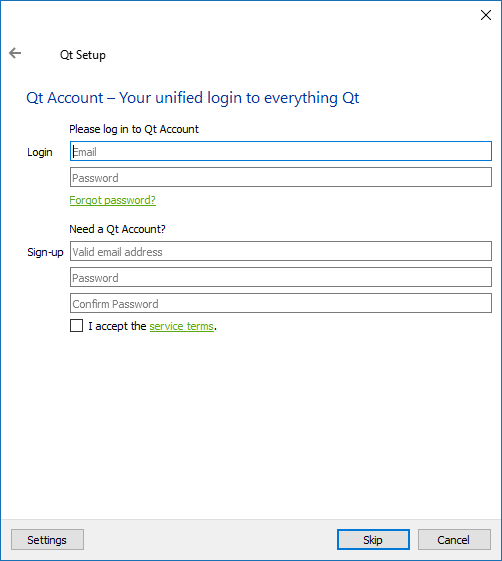 Qt Setup
Qt Account – Your unified login to everything Qt
Please log in to Qt Account
Login
Email
Password
Forgot password?
Need a Qt Account?
Sign-up
Valid email address
Password
Confirm Password
I accept the service terms.
Settings
Skip
Cancel